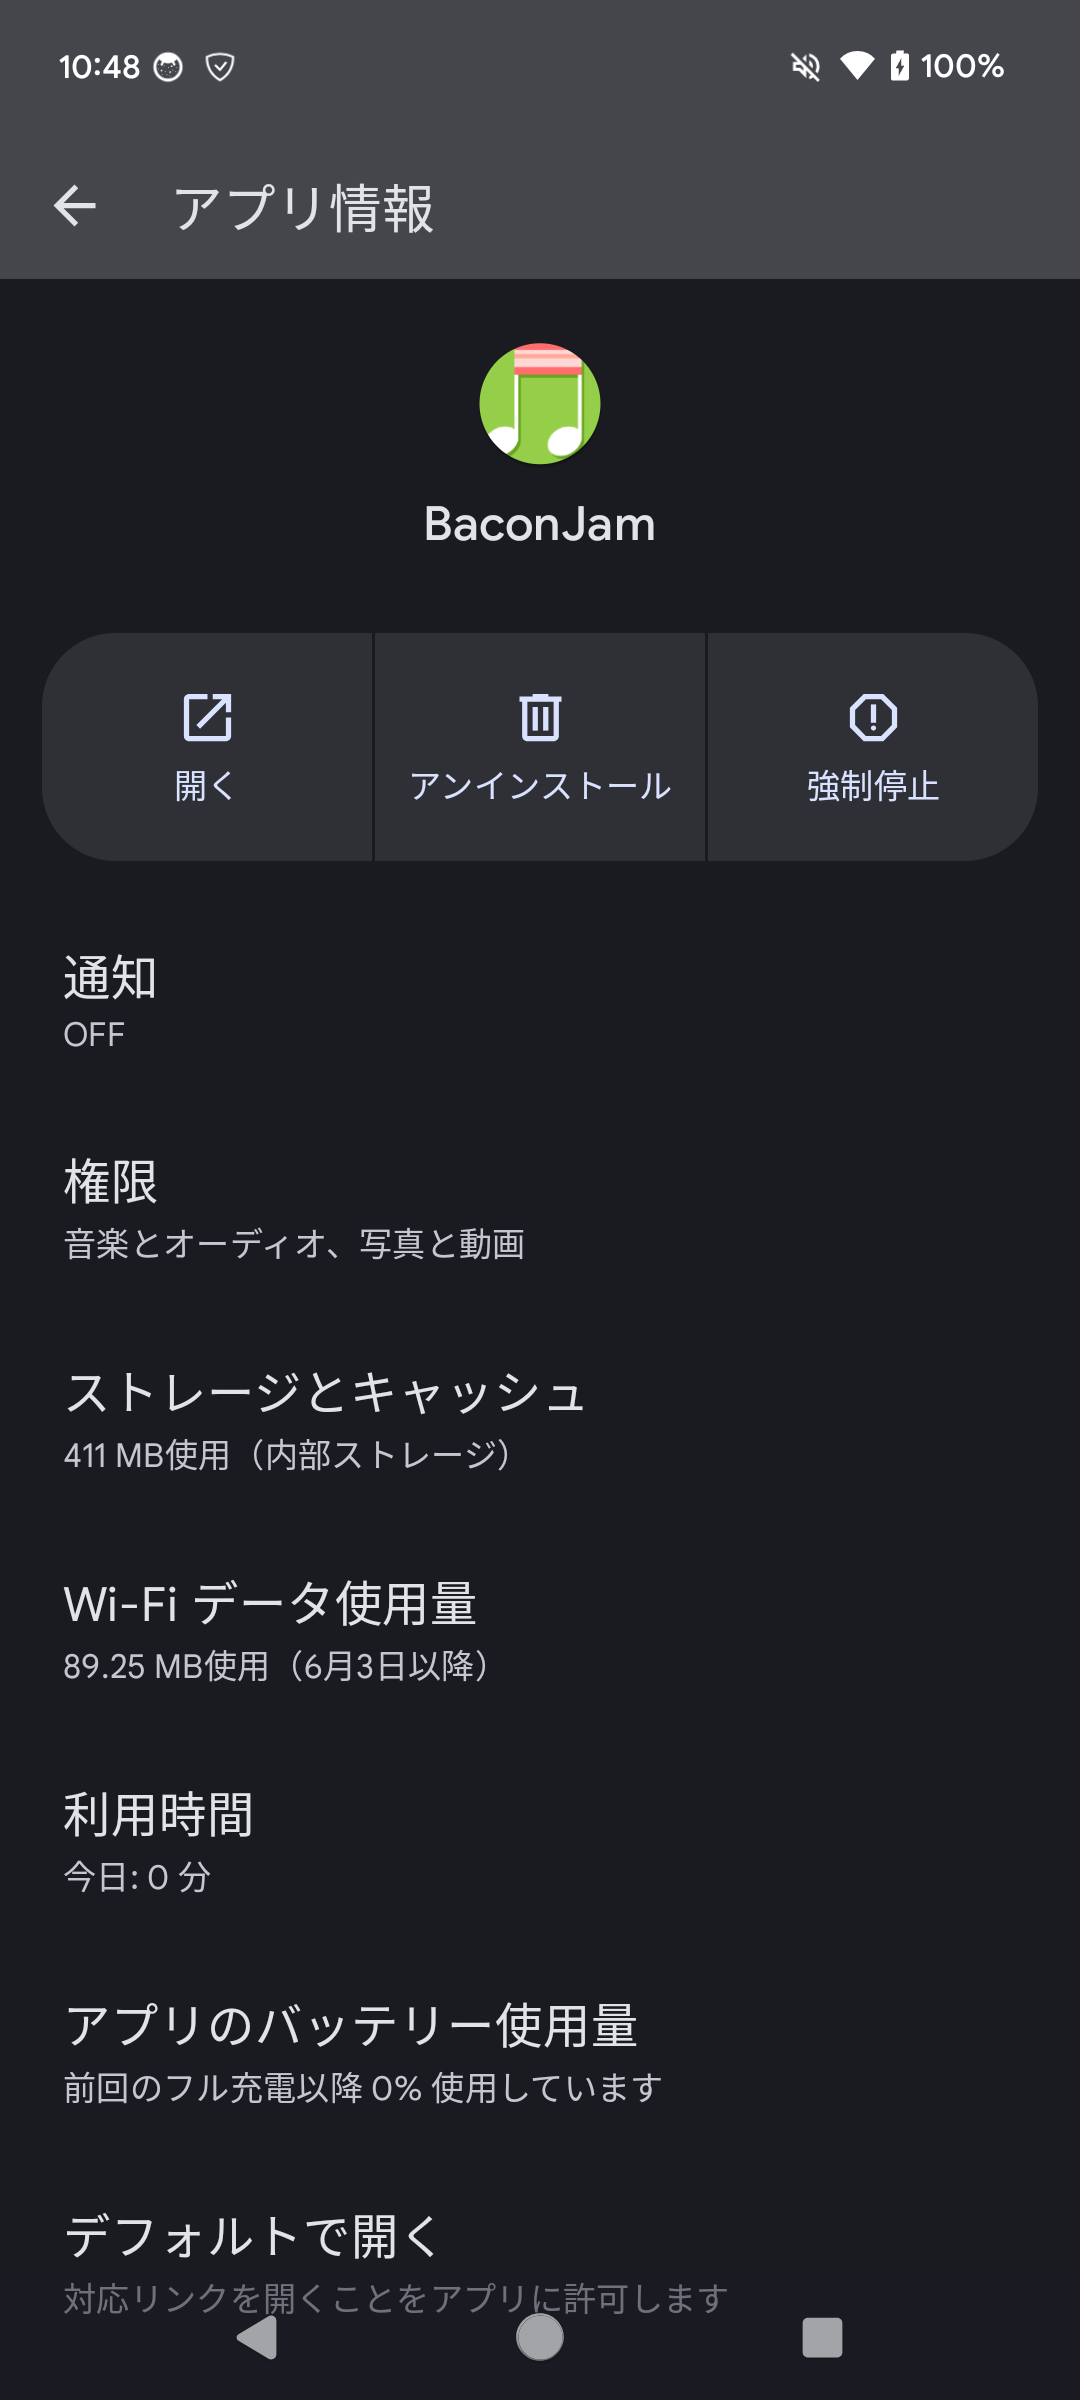 10:48
100%
アプリ情報
BaconJam
開く
アンインストール
強制停止
通知
OFF
権限
音楽とオーディオ、写真と動画
ストレージとキャッシュ
411 MB使用（内部ストレージ）
Wi-Fi データ使用量
89.25 MB使用（6月3日以降）
利用時間
今日: 0 分
アプリのバッテリー使用量
前回のフル充電以降 0% 使用しています
デフォルトで開く
対応リンクを開くことをアプリに許可します